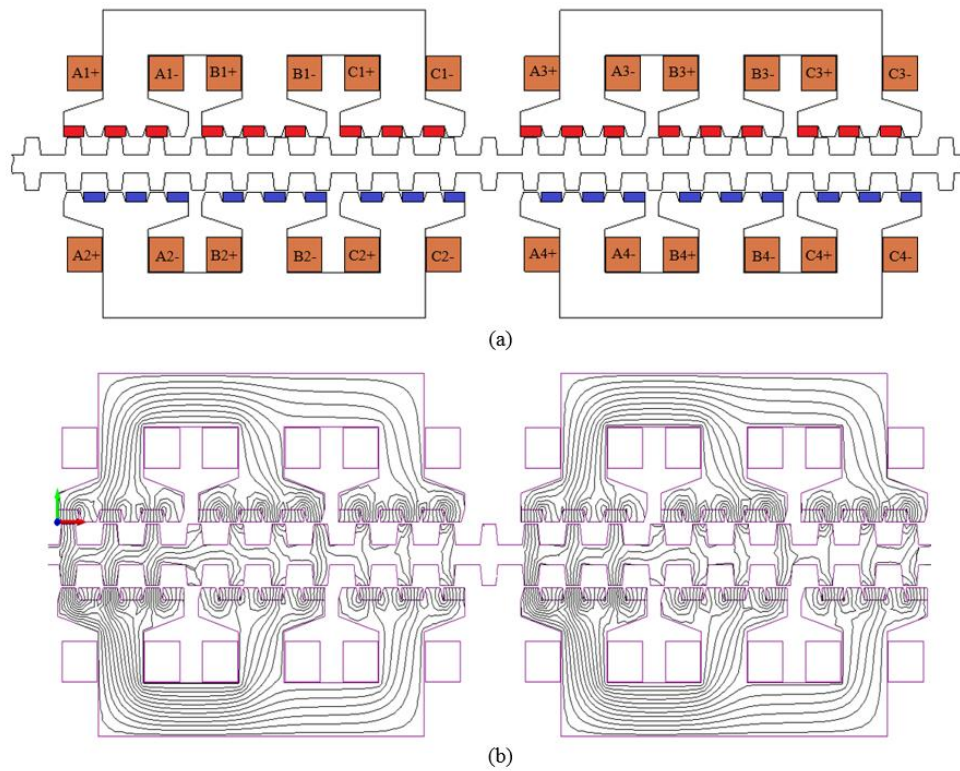 A1+ A1- B1+ B1- C1+ C1- A3+ A3- B3+ B3- C3+ C3-
A2+ A2- B2+ B2- C2+ C2- A4+ A4- B4+ B4- C4+ C4-
(a)
(b)